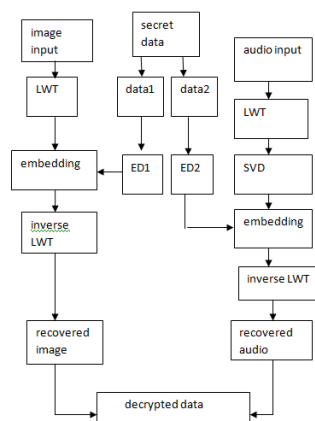 image
input
secret
data
audio input
LWT
data1
data2
LWT
embedding
ED1
ED2
SVD
inverse
LWT
embedding
inverse LWT
recovered
image
recovered
audio
decrypted data